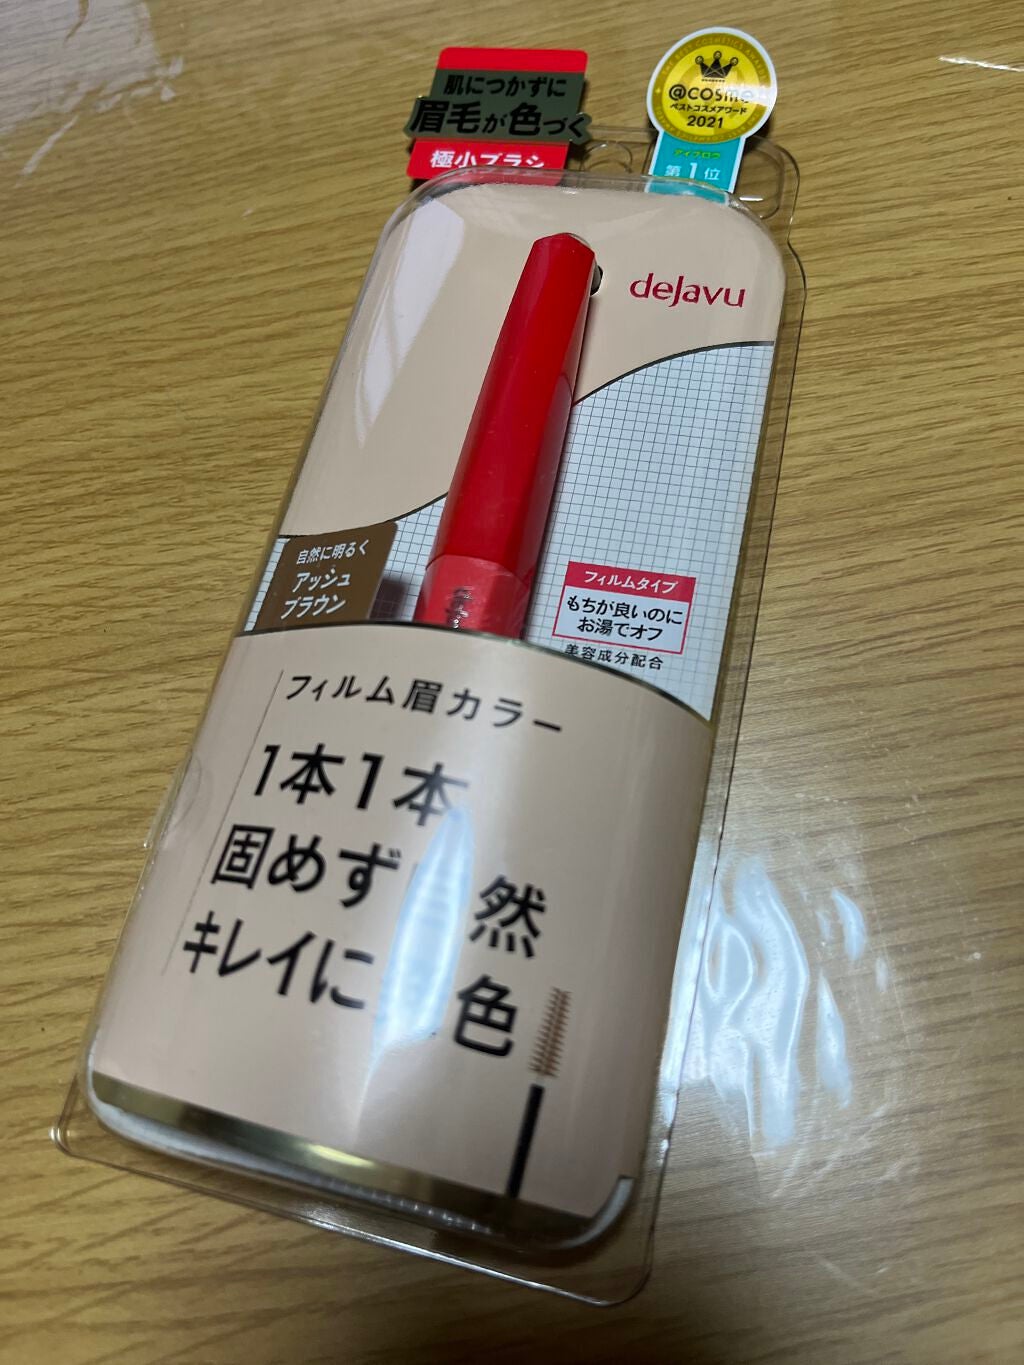 肌につかずに
眉毛が色づく
極小ブラシ
@cosme
ベストコスメアワード
2021
アイブロウ
第1位
deJavu
自然に明るく
アッシュ
ブラウン
フィルムタイプ
もちが良いのに
お湯でオフ
美容成分配合
フィルム眉カラー
1本1本
固めず 然
キレイに 色